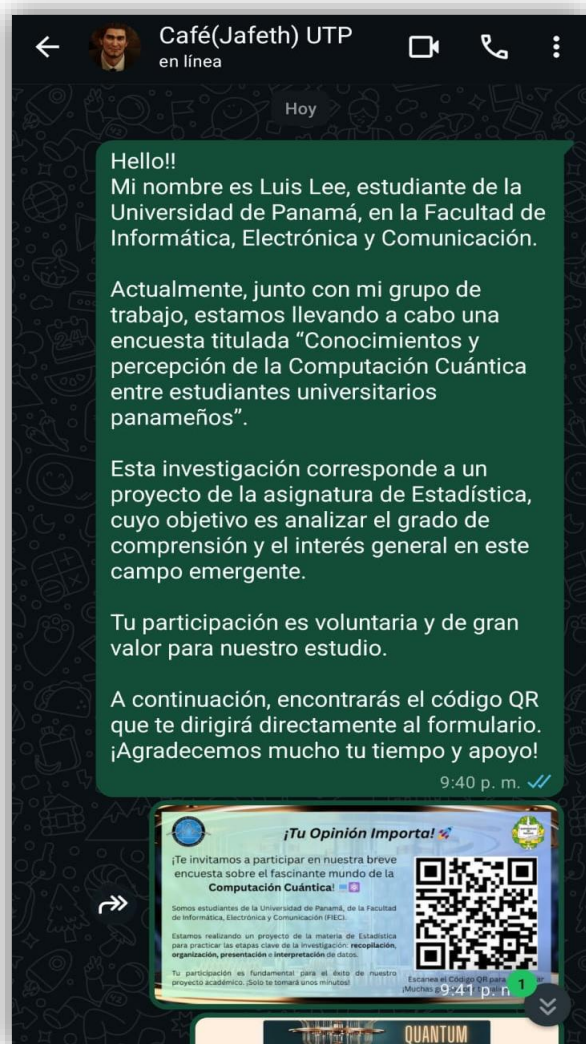 Café(Jafeth) UTP
en línea
Hoy
Hello!!
Mi nombre es Luis Lee, estudiante de la
Universidad de Panamá, en la Facultad de
Informática, Electrónica y Comunicación.
Actualmente, junto con mi grupo de
trabajo, estamos llevando a cabo una
encuesta titulada “Conocimientos y
percepción de la Computación Cuántica
entre estudiantes universitarios
panameños”.
Esta investigación corresponde a un
proyecto de la asignatura de Estadística,
cuyo objetivo es analizar el grado de
comprensión y el interés general en este
campo emergente.
Tu participación es voluntaria y de gran
valor para nuestro estudio.
A continuación, encontrarás el código QR
que te dirigirá directamente al formulario.
¡Agradecemos mucho tu tiempo y apoyo!
9:40 p. m.
¡Tu Opinión Importa! 🚀
¡Te invitamos a participar en nuestra breve
encuesta sobre el fascinante mundo de la
Computación Cuántica! 💻⚛️
Somos estudiantes de la Universidad de Panamá, de la Facultad
de Informática, Electrónica y Comunicación (FIEC).
Estamos realizando un proyecto de la materia de Estadística
para practicar las etapas clave de la investigación: recopilación,
organización, presentación e interpretación de datos.
Tu participación es fundamental para el éxito de nuestro
proyecto académico. ¡Solo te tomará unos minutos!
Escanea el Código QR para
¡Muchas
9:41 p. m.
1
QUANTUM